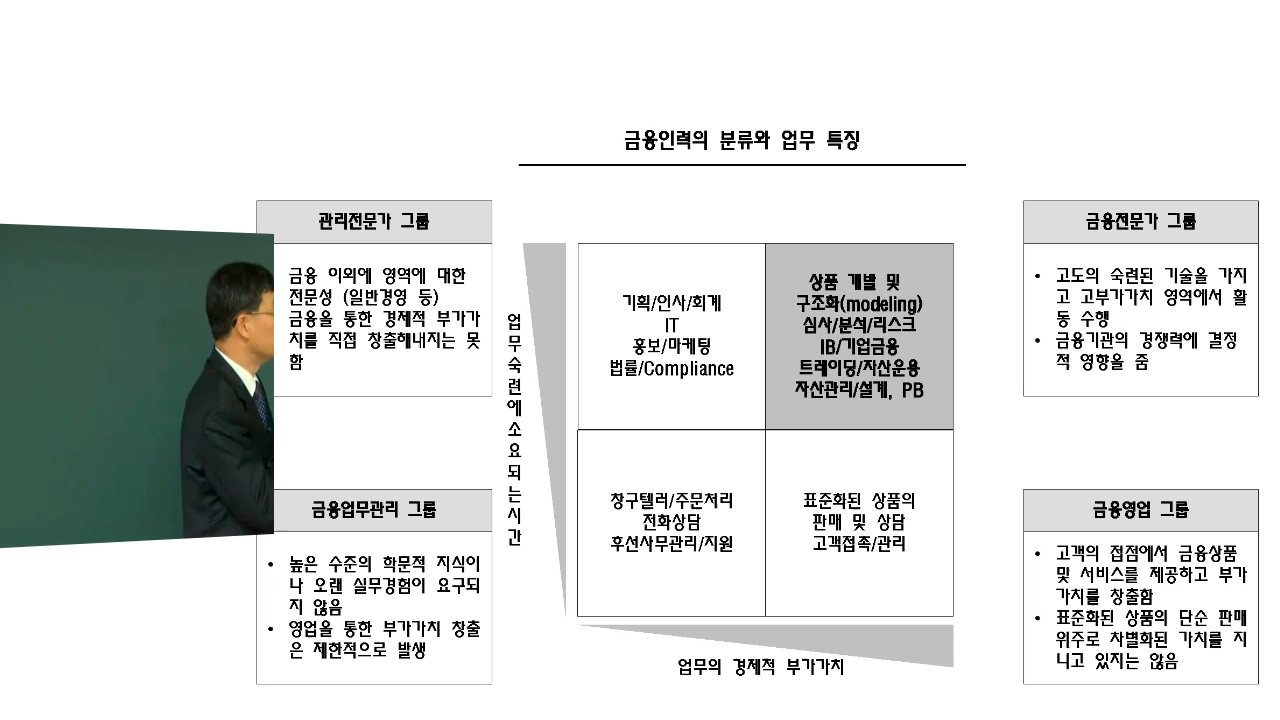 금융인력의 분류와 업무 특징
관리전문가 그룹
금융 이외에 영역에 대한
전문성 (일반경영 등)
금융을 통한 경제적 부가가
치를 직접 창출해내지는 못
함
업무숙련에소요되는시간
기획/인사/회계
IT
홍보/마케팅
법률/Compliance
상품 개발 및
구조화(modeling)
심사/분석/리스크
IB/기업금융
트레이딩/자산운용
자산관리/설계, PB
금융전문가 그룹
• 고도의 숙련된 기술을 가지
고 고부가가치 영역에서 활
동 수행
• 금융기관의 경쟁력에 결정
적 영향을 줌
금융업무관리 그룹
• 높은 수준의 학문적 지식이
나 오랜 실무경험이 요구되
지 않음
• 영업을 통한 부가가치 창출
은 제한적으로 발생
창구텔러/주문처리
전화상담
후선사무관리/지원
표준화된 상품의
판매 및 상담
고객접족/관리
금융영업 그룹
• 고객의 접점에서 금융상품
및 서비스를 제공하고 부가
가치를 창출함
• 표준화된 상품의 단순 판매
위주로 차별화된 가치를 지
니고 있지는 않음
업무의 경제적 부가가치